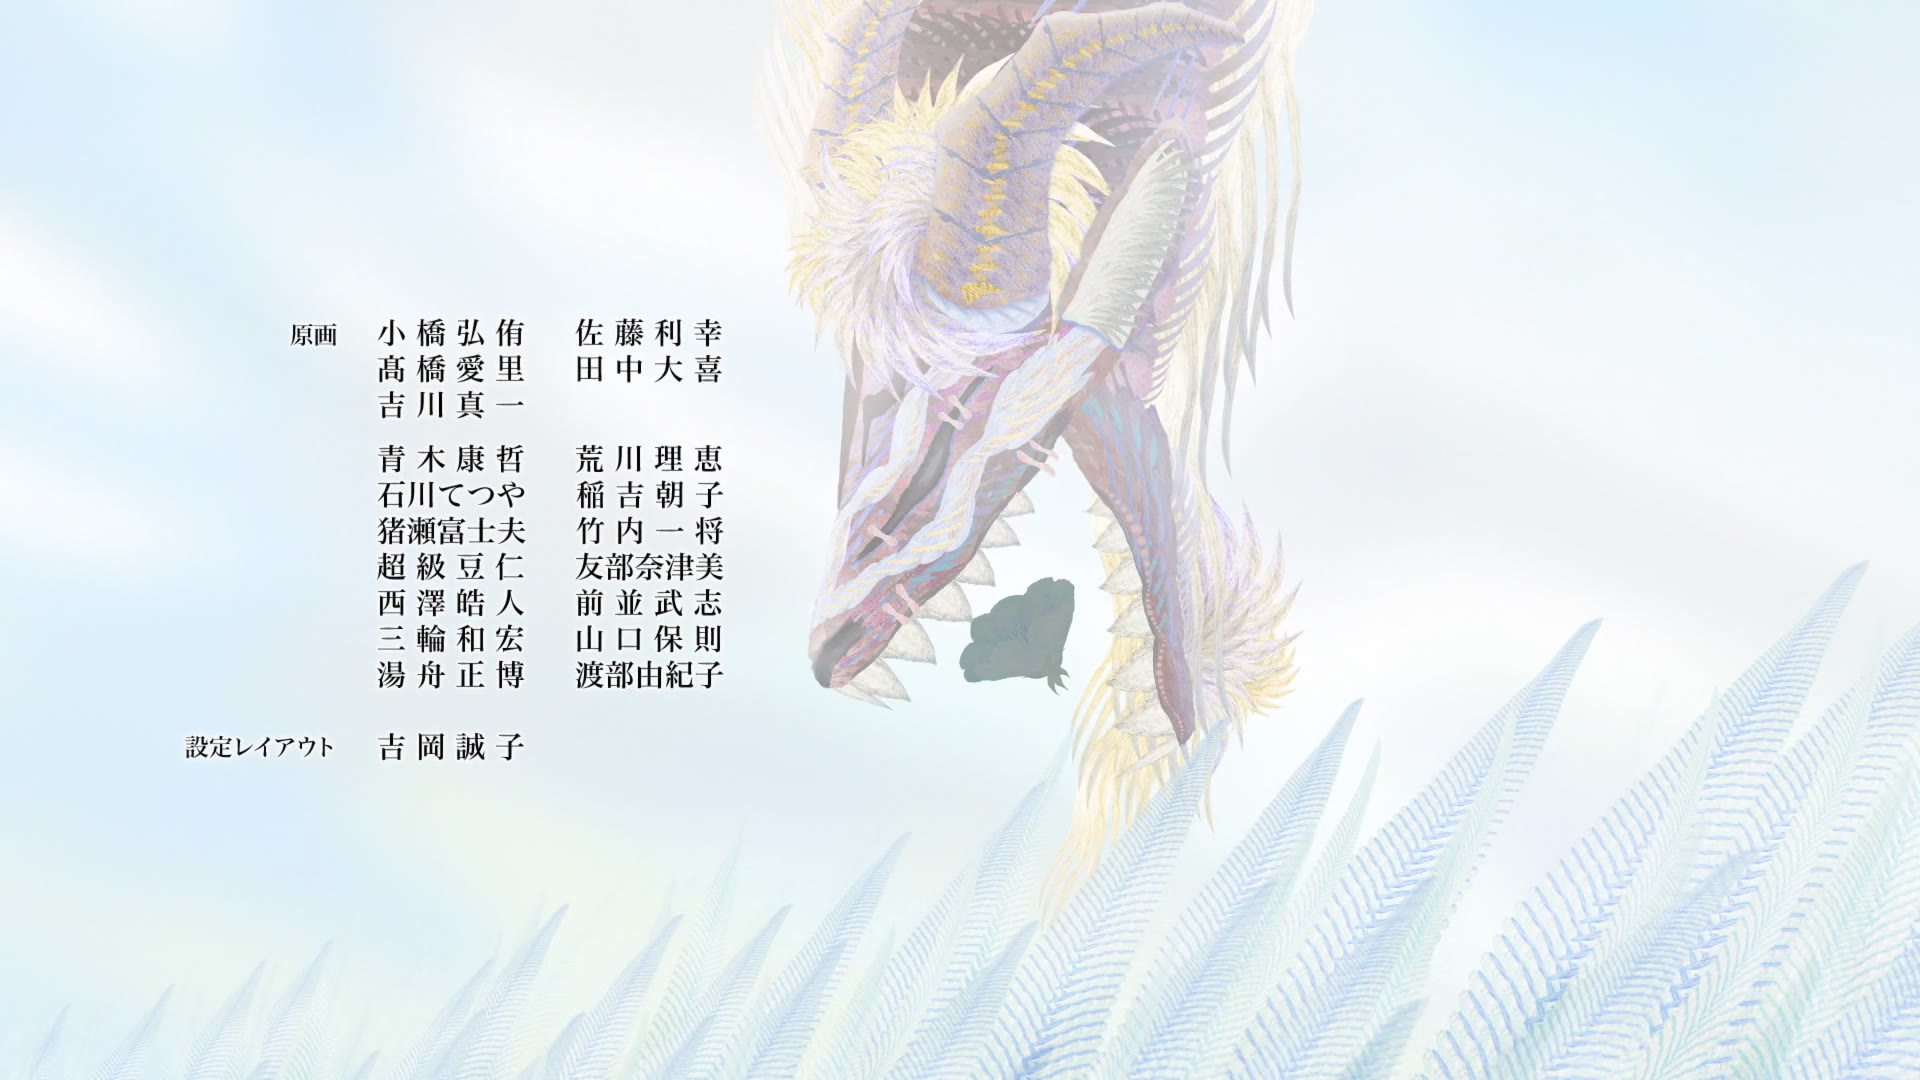 原画 小橋弘侑 佐藤利幸
髙橋愛里 田中大喜
吉川真一
青木康哲 荒川理恵
石川てつや 稲吉朝子
猪瀬富士夫 竹内一将
超級豆仁 友部奈津美
西澤皓人 前並武志
三輪和宏 山口保則
湯舟正博 渡部由紀子
設定レイアウト 吉岡誠子